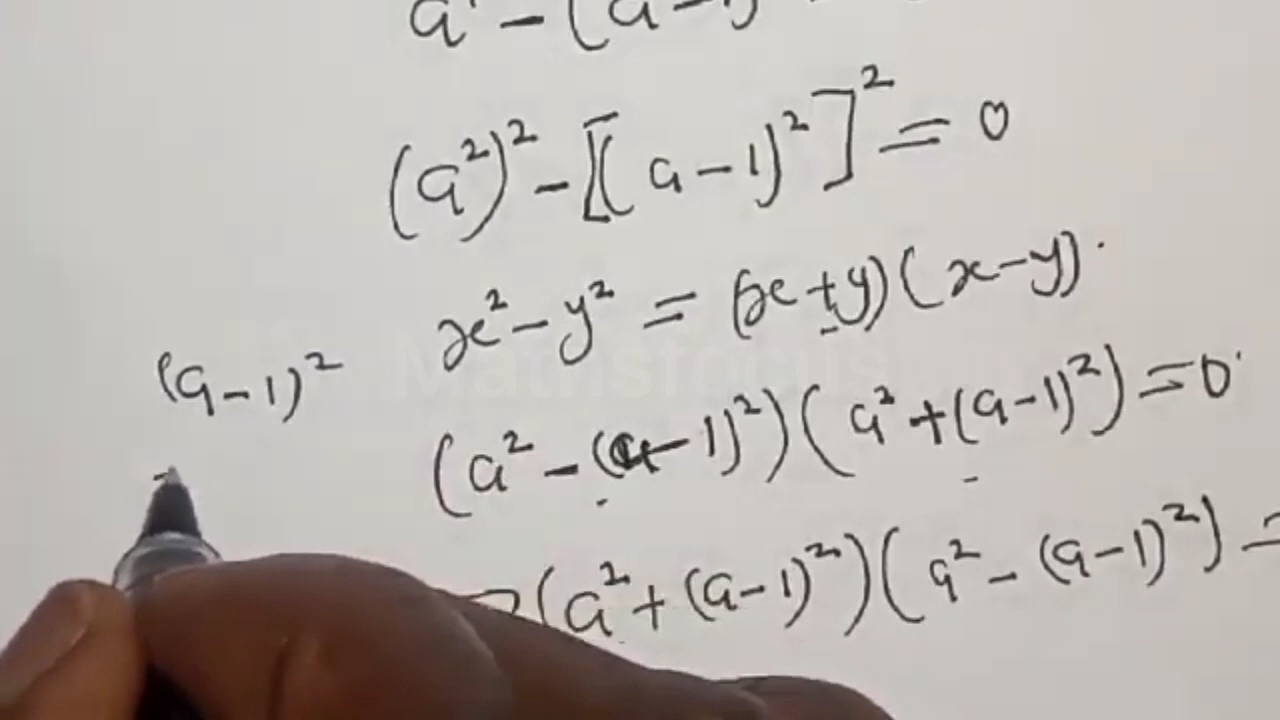 (a²)² - [(a-1)²]² = 0
x² - y² = (x+y)(x-y).
(a-1)²
(a² - (a-1)²)(a² + (a-1)²) = 0
(a² + (a-1)²)(a² - (a-1)²) =